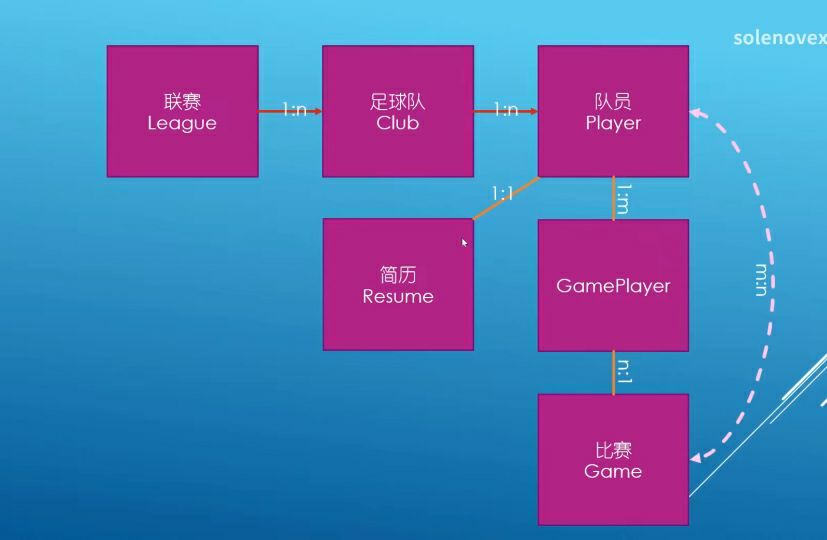 solenovex
联赛
League
1:n
足球队
Club
1:n
队员
Player
1:1
1:m
简历
Resume
GamePlayer
m:n
n:1
比赛
Game